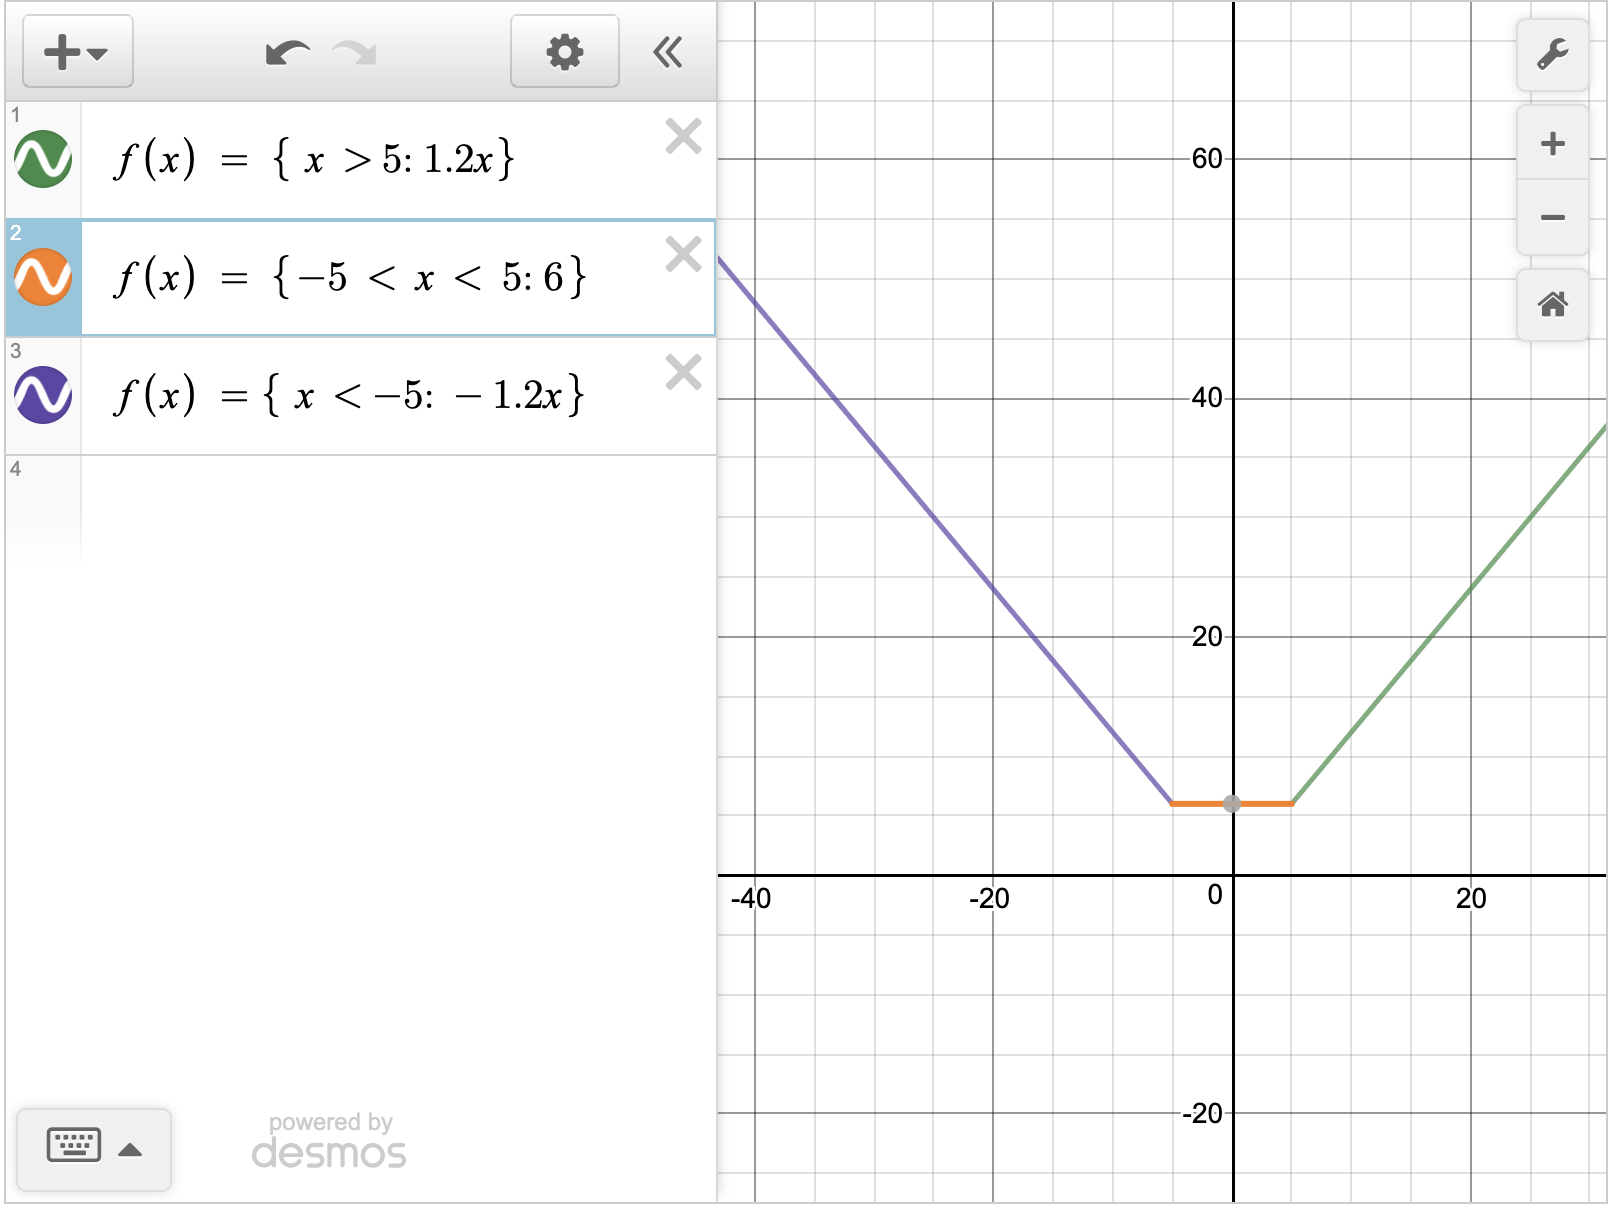 1
f(x) = { x > 5: 1.2x}
2
f(x) = {−5 < x < 5: 6}
3
f(x) = { x < −5: − 1.2x}
4
powered by
desmos
60
40
20
-40
-20
0
20
-20